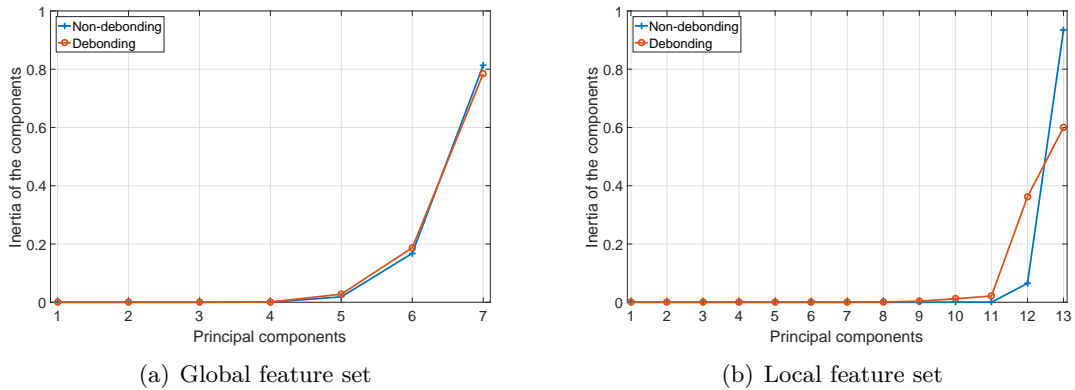 1
0.8
0.6
0.4
0.2
0
Inertia of the components
Non-debonding
Debonding
1 2 3 4 5 6 7
Principal components
(a) Global feature set
1
0.8
0.6
0.4
0.2
0
Inertia of the components
Non-debonding
Debonding
1 2 3 4 5 6 7 8 9 10 11 12 13
Principal components
(b) Local feature set